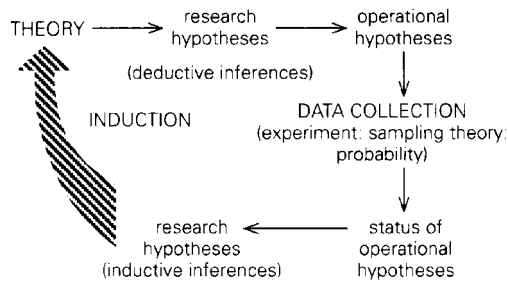 THEORY
research
hypotheses
operational
hypotheses
(deductive inferences)
DATA COLLECTION
(experiment: sampling theory:
probability)
INDUCTION
status of
operational
hypotheses
research
hypotheses
(inductive inferences)